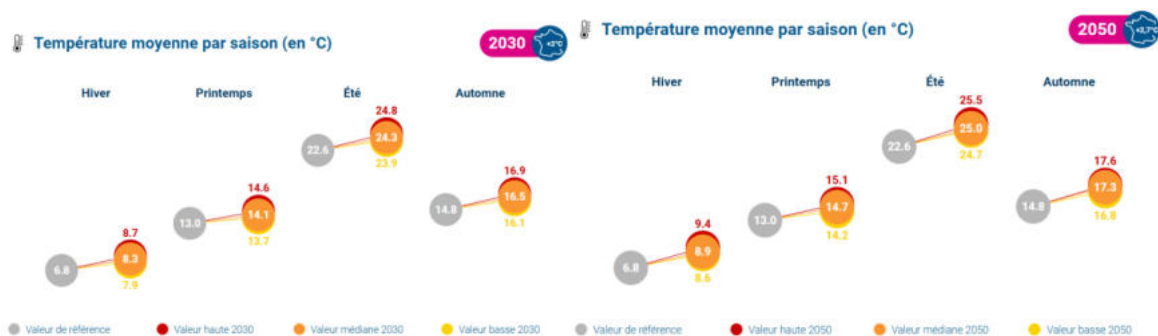 Température moyenne par saison (en °C)
2030
+2°C
Hiver
Printemps
Été
Automne
24.8
24.3
22.6
23.9
16.9
16.5
14.8
16.1
14.6
14.1
13.0
13.7
8.7
8.3
6.8
7.9
Valeur de référence
Valeur haute 2030
Valeur médiane 2030
Valeur basse 2030
Température moyenne par saison (en °C)
2050
+2,7°C
Hiver
Printemps
Été
Automne
25.5
25.0
22.6
24.7
17.6
17.3
14.8
16.8
15.1
14.7
13.0
14.2
9.4
8.9
6.8
8.6
Valeur de référence
Valeur haute 2050
Valeur médiane 2050
Valeur basse 2050